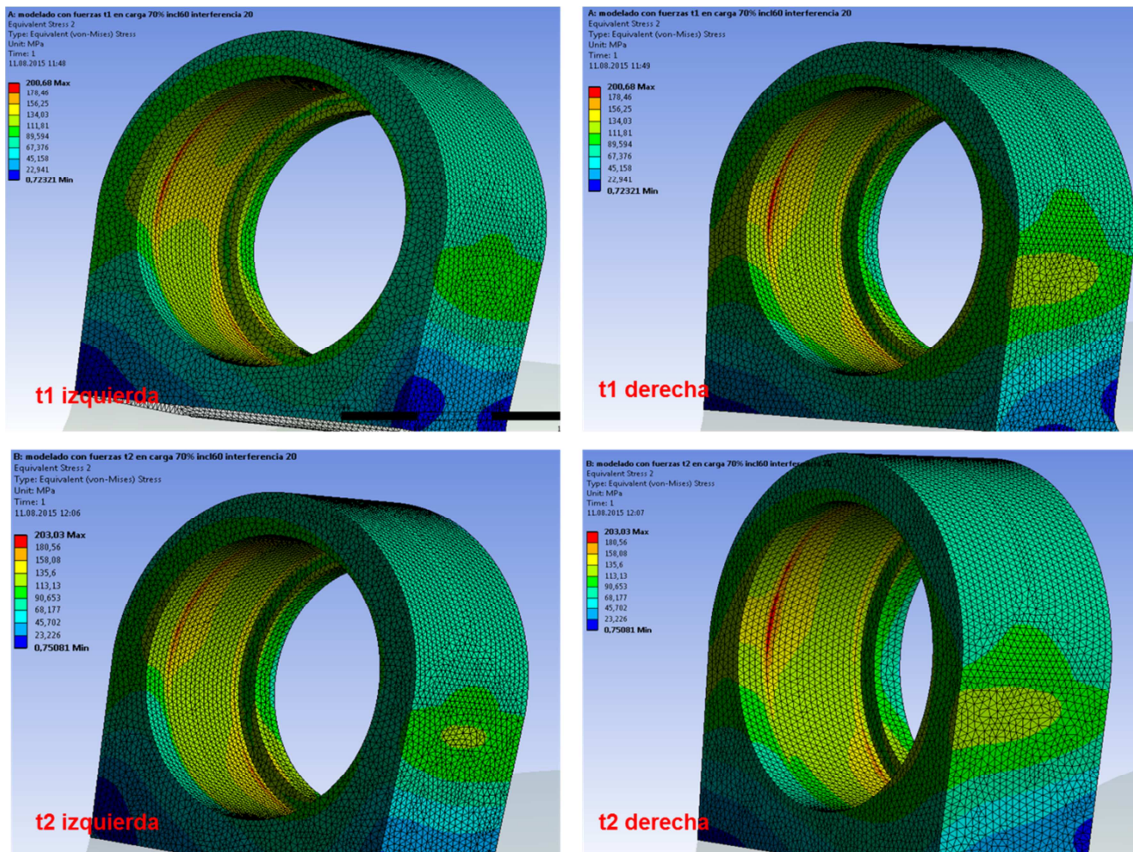 A: modelado con fuerzas t1 en carga 70% incl60 interferencia 20
Equivalent Stress 2
Type: Equivalent (von-Mises) Stress
Unit: MPa
Time: 1
11.08.2015 11:48
200,68 Max
178,46
156,25
134,03
111,81
89,594
67,376
45,158
22,941
0,72321 Min
t1 izquierda
A: modelado con fuerzas t1 en carga 70% incl60 interferencia 20
Equivalent Stress 2
Type: Equivalent (von-Mises) Stress
Unit: MPa
Time: 1
11.08.2015 11:49
200,68 Max
178,46
156,25
134,03
111,81
89,594
67,376
45,158
22,941
0,72321 Min
t1 derecha
B: modelado con fuerzas t2 en carga 70% incl60 interferencia 20
Equivalent Stress 2
Type: Equivalent (von-Mises) Stress
Unit: MPa
Time: 1
11.08.2015 12:06
203,03 Max
180,56
158,08
135,6
113,13
90,653
68,177
45,702
23,226
0,75081 Min
t2 izquierda
B: modelado con fuerzas t2 en carga 70% incl60
Equivalent Stress 2
Type: Equivalent (von-Mises) Stress
Unit: MPa
Time: 1
11.08.2015 12:07
203,03 Max
180,56
158,08
135,6
113,13
90,653
68,177
45,702
23,226
0,75081 Min
t2 derecha